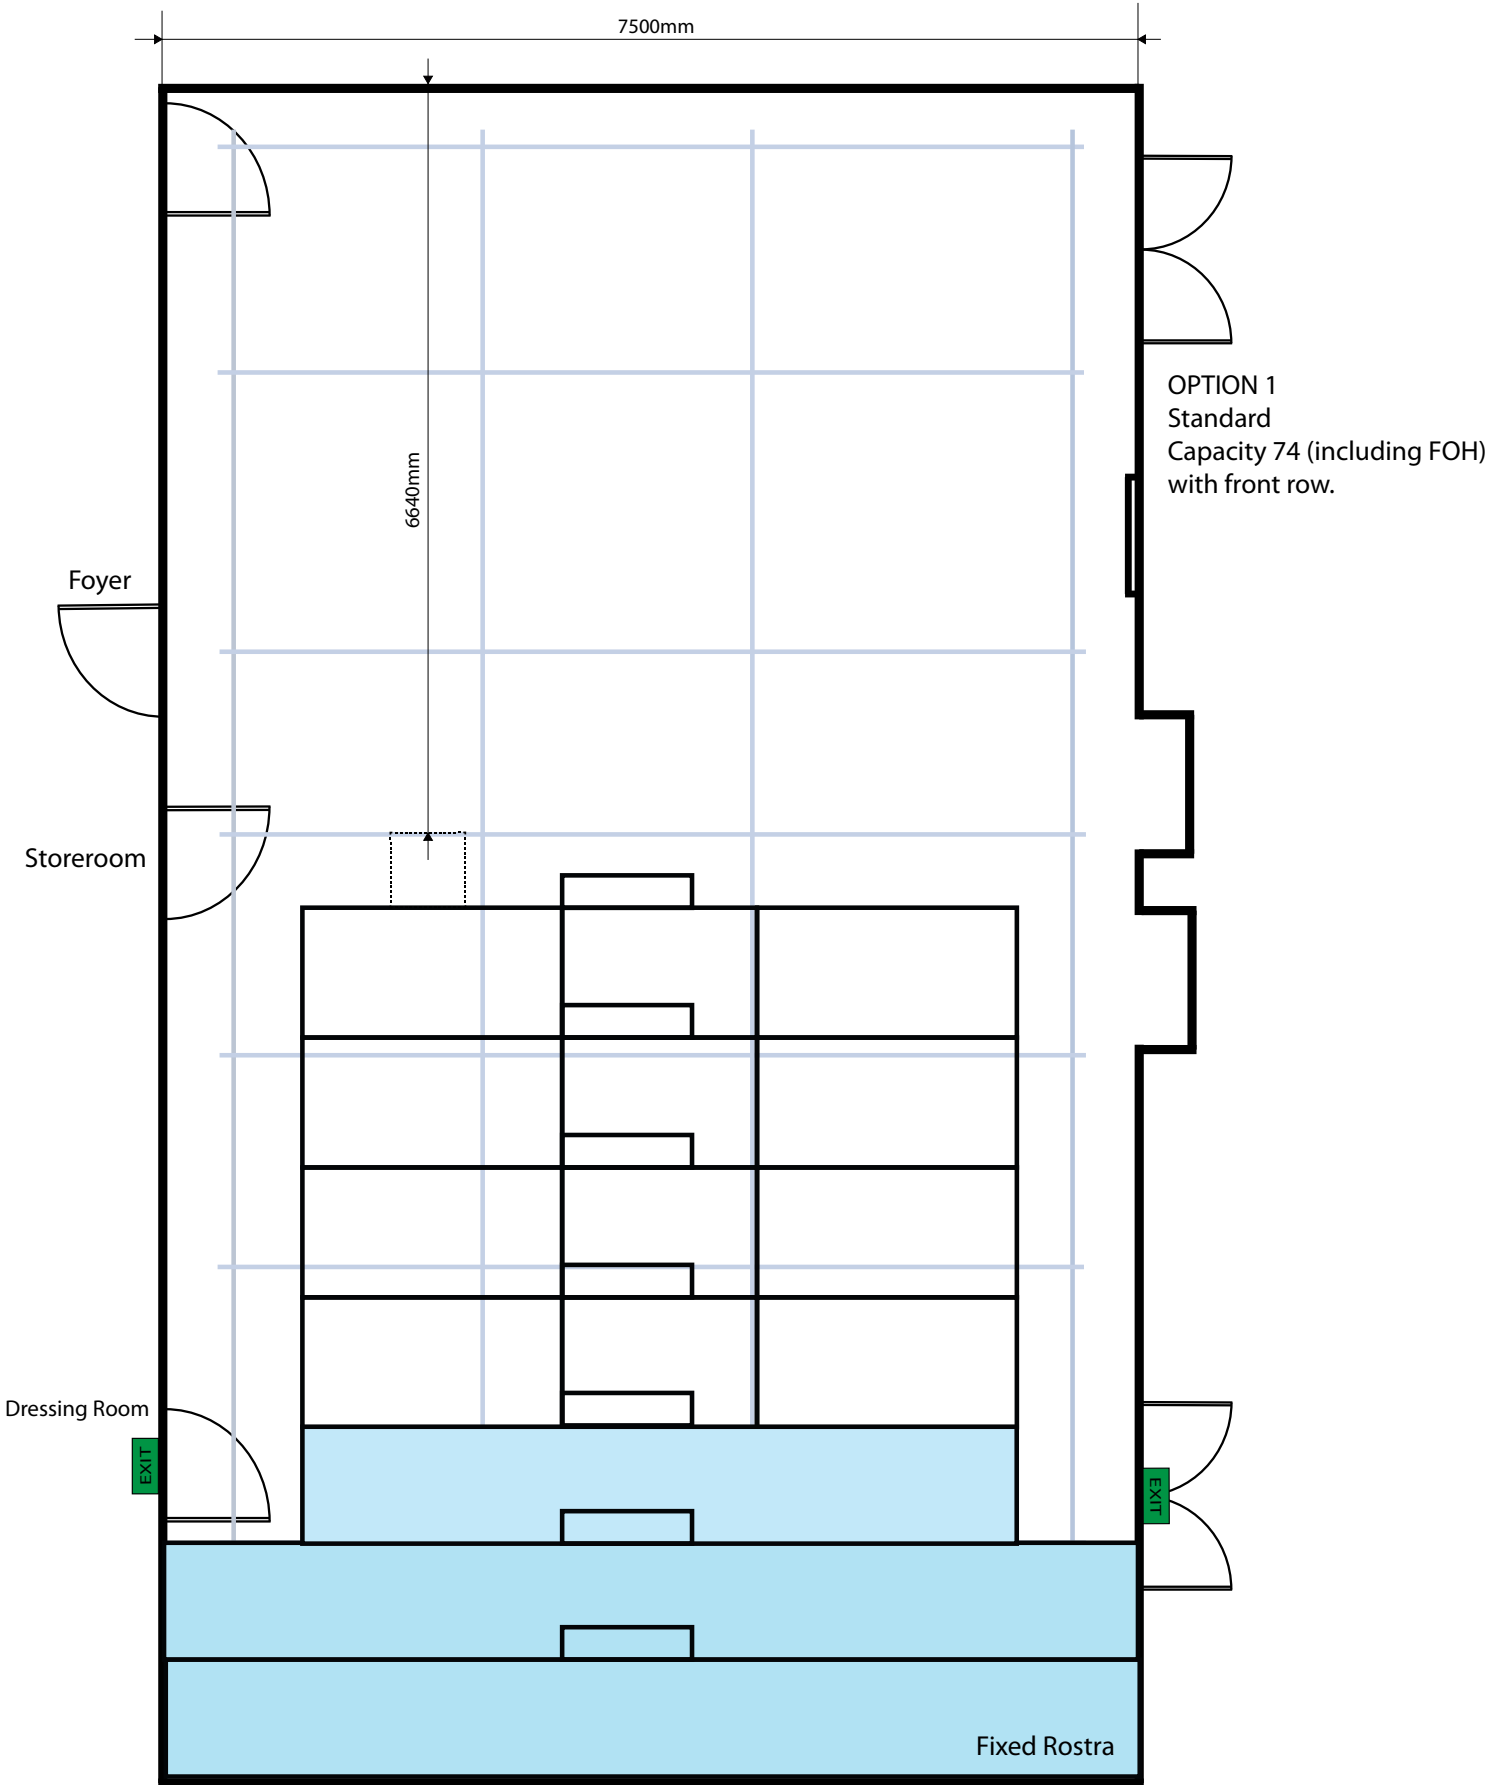 7500mm
OPTION 1
Standard
Capacity 74 (including FOH)
with front row.
6640mm
Foyer
Storeroom
Dressing Room
EXIT
EXIT
Fixed Rostra